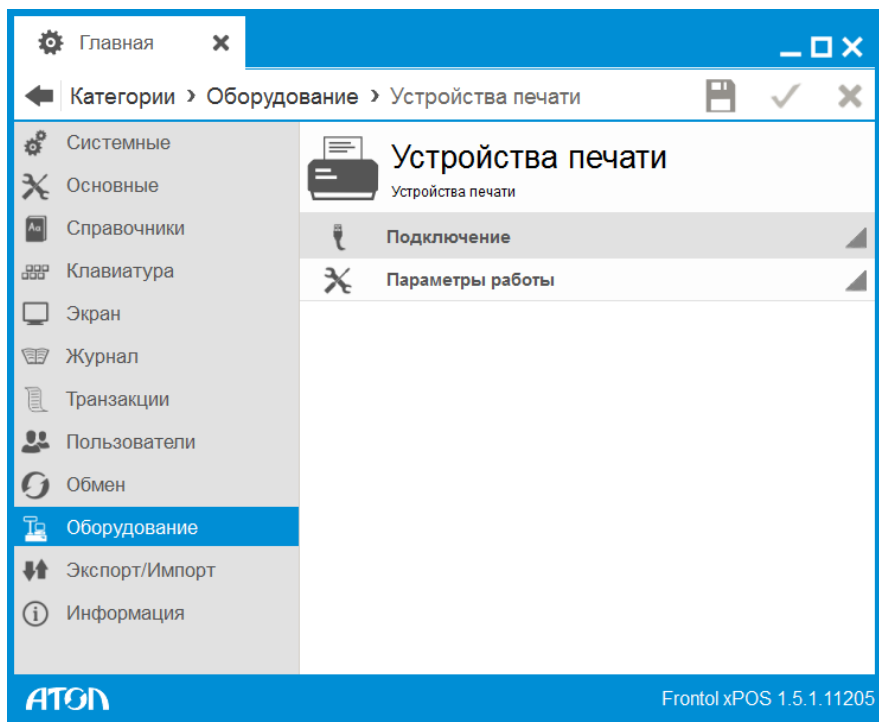 Главная
Категории › Оборудование › Устройства печати
Системные
Основные
Справочники
Клавиатура
Экран
Журнал
Транзакции
Пользователи
Обмен
Оборудование
Экспорт/Импорт
Информация
Устройства печати
Устройства печати
Подключение
Параметры работы
АТОЛ
Frontol xPOS 1.5.1.11205